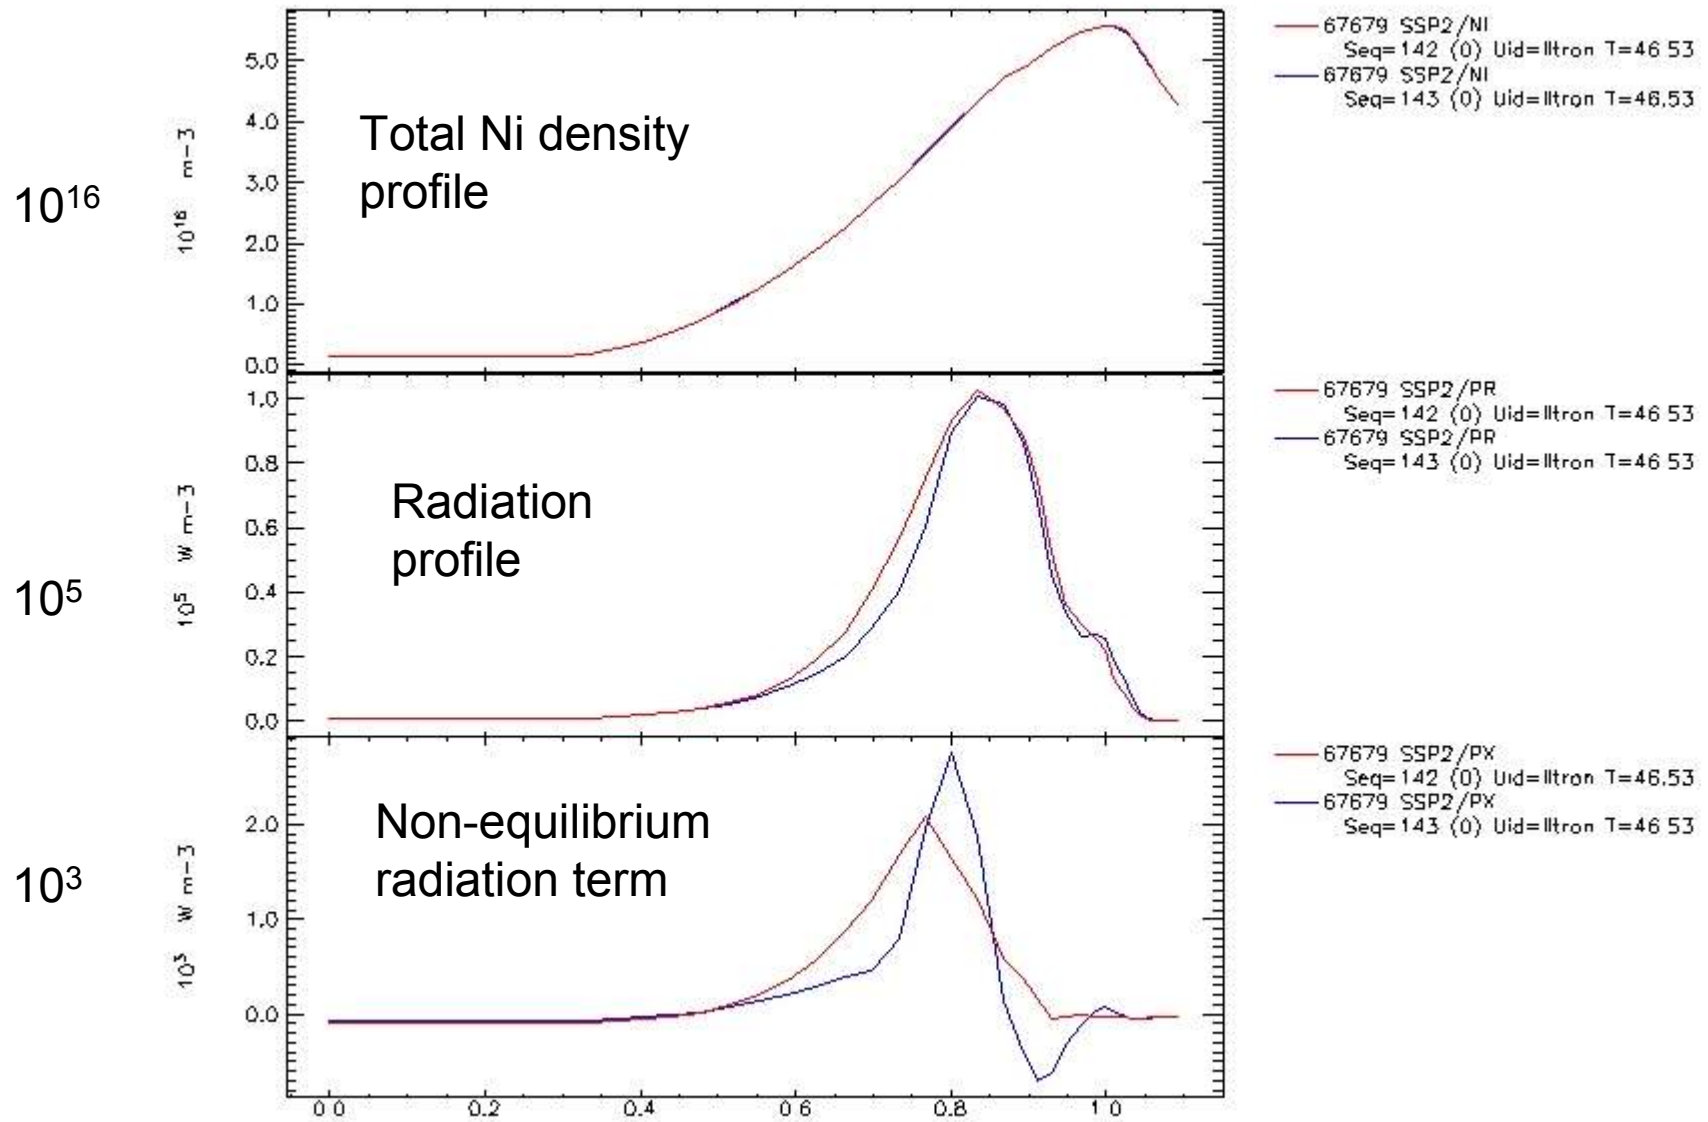 5.0
4.0
3.0
2.0
1.0
0.0
Total Ni density
profile
10¹⁶
10¹⁶ m-3
67679 SSP2/NI
Seq=142 (0) Uid=lltron T=46 53
67679 SSP2/NI
Seq=143 (0) Uid=lltron T=46.53
1.0
0.8
0.6
0.4
0.2
0.0
Radiation
profile
10⁵
10⁵ W m-3
67679 SSP2/PR
Seq=142 (0) Uid=lltron T=46 53
67679 SSP2/PR
Seq=143 (0) Uid=lltron T=46 53
2.0
1.0
0.0
Non-equilibrium
radiation term
10³
10³ W m-3
67679 SSP2/PX
Seq=142 (0) Uid=lltron T=46.53
67679 SSP2/PX
Seq=143 (0) Uid=lltron T=46 53
0 0 0.2 0.4 0 6 0.8 1 0